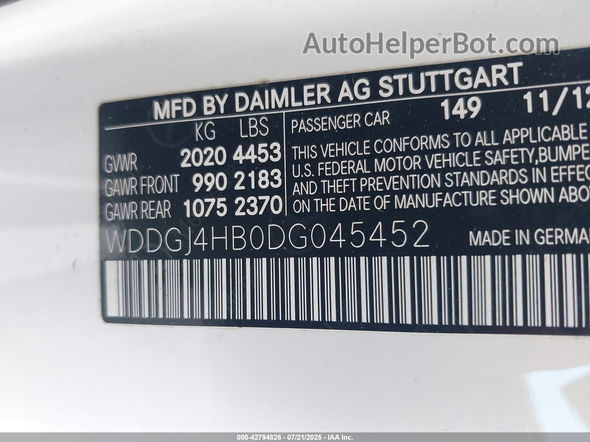 AutoHelperBot.com
MFD BY DAIMLER AG STUTTGART
KG LBS PASSENGER CAR 149 11/12
GVWR 2020 4453 THIS VEHICLE CONFORMS TO ALL APPLICABLE
U.S. FEDERAL MOTOR VEHICLE SAFETY, BUMPE
GAWR FRONT 990 2183 AND THEFT PREVENTION STANDARDS IN EFFEC
GAWR REAR 1075 2370 ON THE DATE OF MANUFACTURE SHOWN ABO
WDDGJ4HB0DG045452 MADE IN GERMAN
000-42794826 - 07/21/2025 - IAA Inc.